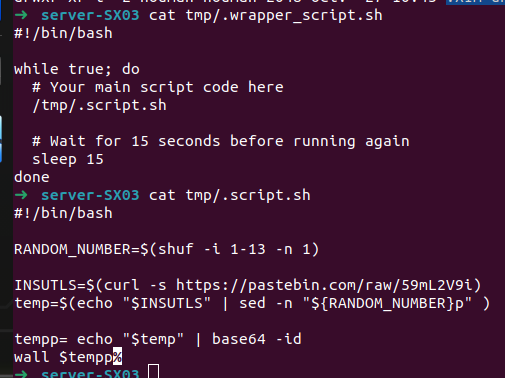 ➜ server-SX03 cat tmp/.wrapper_script.sh
#!/bin/bash
while true; do
# Your main script code here
/tmp/.script.sh
# Wait for 15 seconds before running again
sleep 15
done
➜ server-SX03 cat tmp/.script.sh
#!/bin/bash
RANDOM_NUMBER=$(shuf -i 1-13 -n 1)
INSUTLS=$(curl -s https://pastebin.com/raw/59mL2V9i)
temp=$(echo "$INSUTLS" | sed -n "${RANDOM_NUMBER}p" )
tempp= echo "$temp" | base64 -id
wall $tempp%
➜ server-SX03